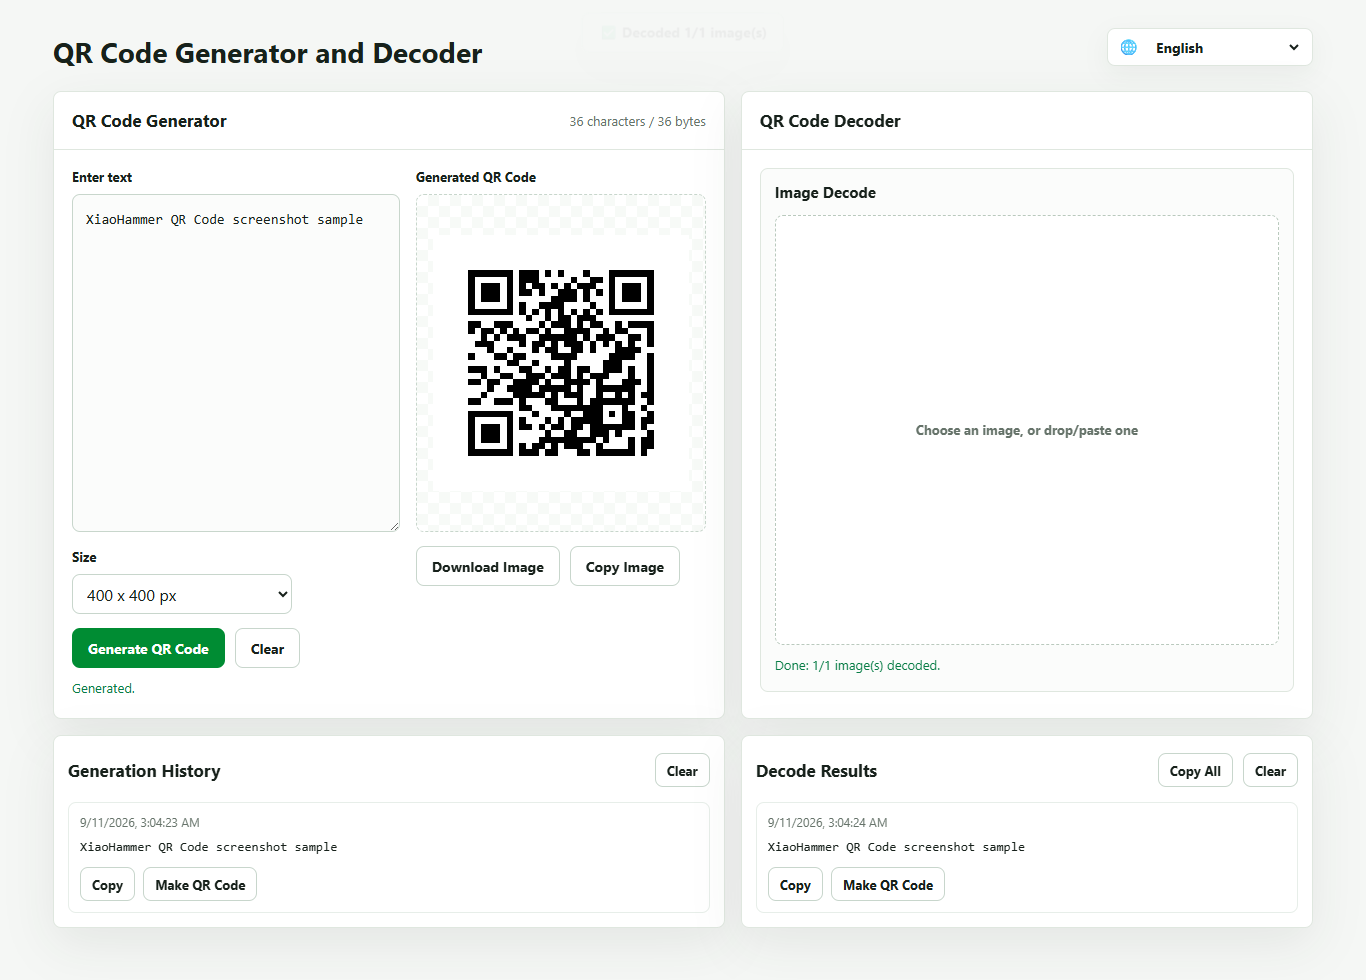 Decoded 1/1 image(s)
QR Code Generator and Decoder
English
QR Code Generator
36 characters / 36 bytes
Enter text
XiaoHammer QR Code screenshot sample
Size
400 x 400 px
Generate QR Code
Clear
Generated.
Generated QR Code
Download Image
Copy Image
QR Code Decoder
Image Decode
Choose an image, or drop/paste one
Done: 1/1 image(s) decoded.
Generation History
Clear
9/11/2026, 3:04:23 AM
XiaoHammer QR Code screenshot sample
Copy
Make QR Code
Decode Results
Copy All
Clear
9/11/2026, 3:04:24 AM
XiaoHammer QR Code screenshot sample
Copy
Make QR Code